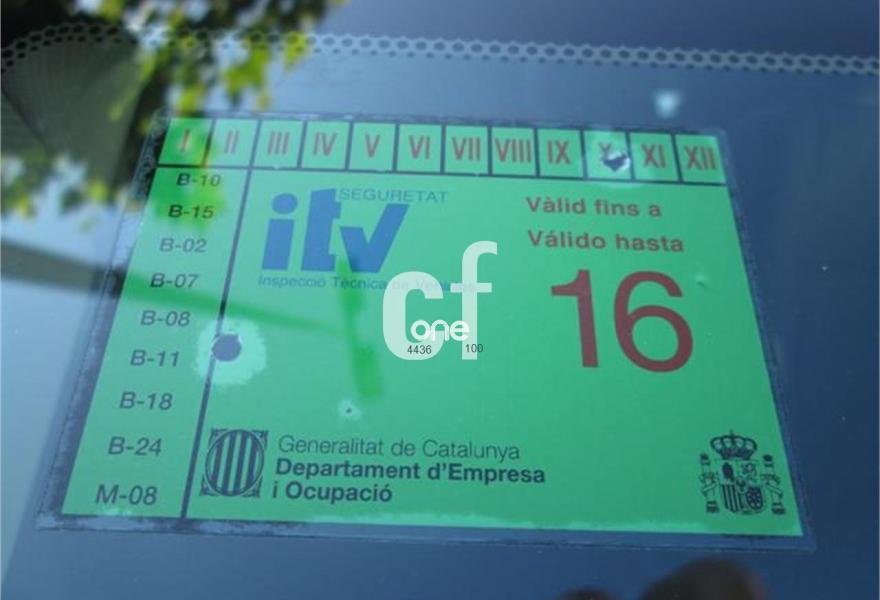 I II III IV V VI VII VIII IX X XI XII
B-10
B-15
B-02
B-07
B-08
B-11
B-18
B-24
M-08
SEGURETAT
itv
Inspecció Tècnica de Vehicles
Vàlid fins a
Válido hasta
16
cf
one
4436 100
Generalitat de Catalunya
Departament d'Empresa
i Ocupació